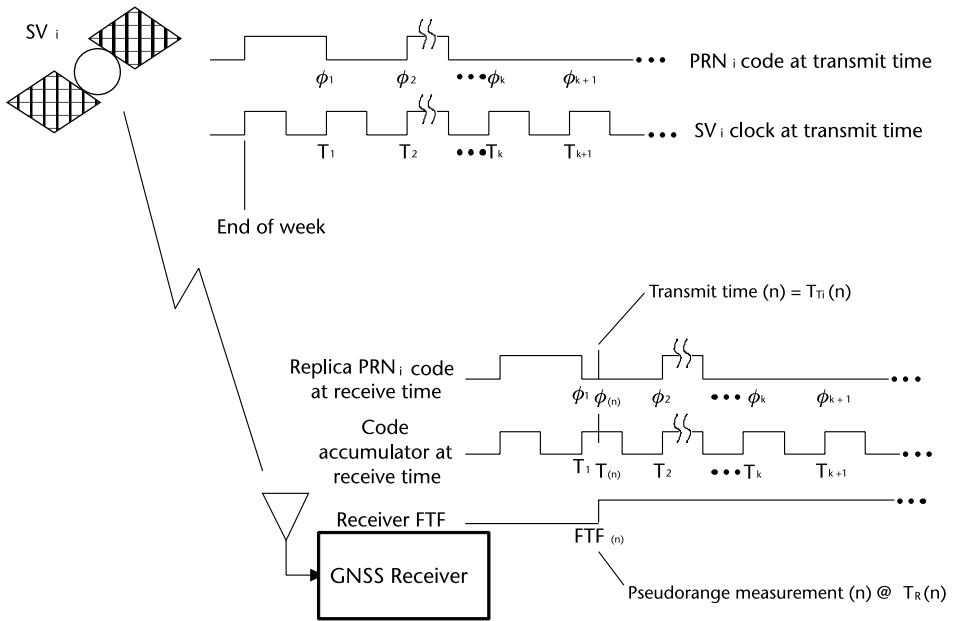 SV i
PRN i code at transmit time
ϕ1 ϕ2 •••ϕk ϕk + 1 •••
SV i clock at transmit time
T1 T2 •••Tk Tk+1 •••
End of week
Transmit time (n) = TTi (n)
Replica PRN i code
at receive time
•••
ϕ1 ϕ(n) ϕ2 ••• ϕk ϕk + 1
Code
accumulator at
receive time
•••
T1 T(n) T2 •••Tk Tk+1
Receiver FTF
•••
FTF (n)
GNSS Receiver
Pseudorange measurement (n) @ TR (n)